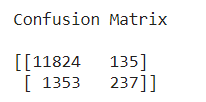 Confusion Matrix
[[11824 135]
[ 1353 237]]